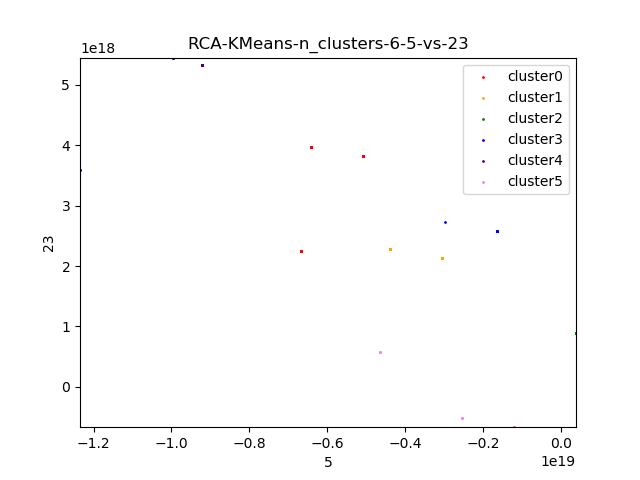 RCA-KMeans-n_clusters-6-5-vs-23
1e18
5
4
3
2
1
0
23
cluster0
cluster1
cluster2
cluster3
cluster4
cluster5
−1.2 −1.0 −0.8 −0.6 −0.4 −0.2 0.0
5
1e19